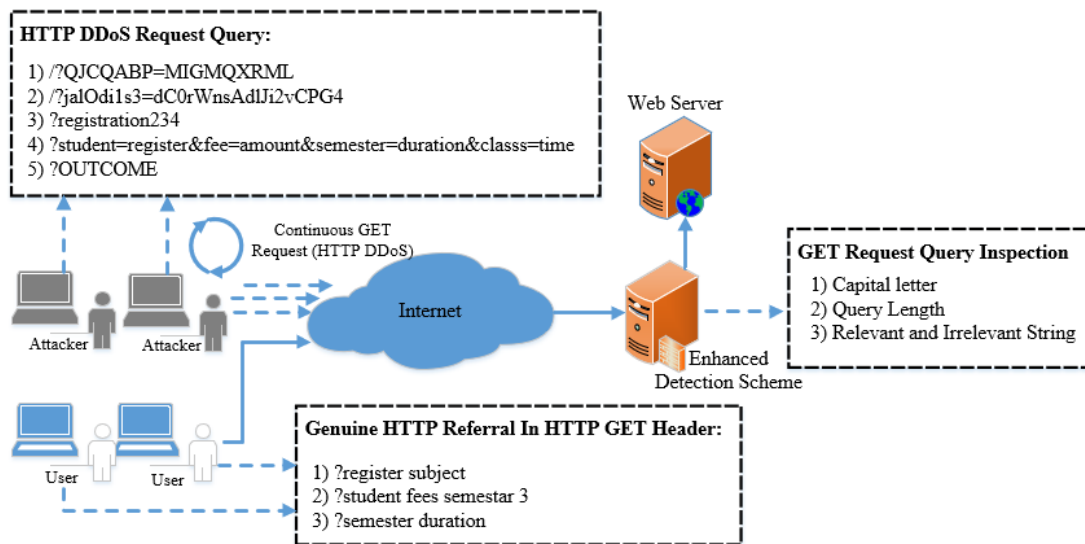 HTTP DDoS Request Query:
1) /?QJCQABP=MIGMQXRML
2) /?jalOdi1s3=dC0rWnsAdlJi2vCPG4
3) ?registration234
4) ?student=register&fee=amount&semester=duration&classs=time
5) ?OUTCOME
Web Server
Continuous GET
Request (HTTP DDoS)
GET Request Query Inspection
1) Capital letter
2) Query Length
3) Relevant and Irrelevant String
Internet
Attacker
Attacker
Enhanced
Detection Scheme
Genuine HTTP Referral In HTTP GET Header:
1) ?register subject
2) ?student fees semestar 3
3) ?semester duration
User
User